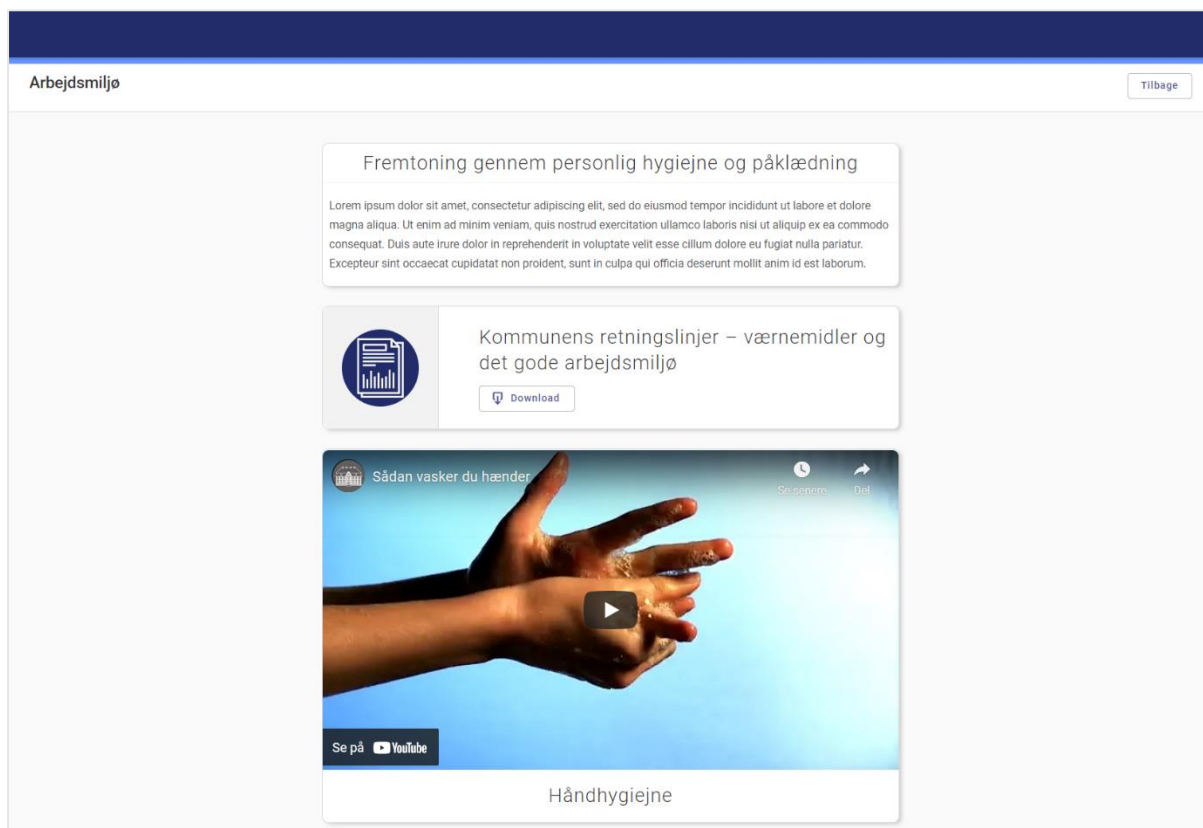 Arbejdsmiljø
Tilbage
Fremtoning gennem personlig hygiejne og påklædning
Lorem ipsum dolor sit amet, consectetur adipiscing elit, sed do eiusmod tempor incididunt ut labore et dolore
magna aliqua. Ut enim ad minim veniam, quis nostrud exercitation ullamco laboris nisi ut aliquip ex ea commodo
consequat. Duis aute irure dolor in reprehenderit in voluptate velit esse cillum dolore eu fugiat nulla pariatur.
Excepteur sint occaecat cupidatat non proident, sunt in culpa qui officia deserunt mollit anim id est laborum.
Kommunens retningslinjer – værnemidler og
det gode arbejdsmiljø
Download
Sådan vasker du hænder
Se senere
Del
Se på YouTube
Håndhygiejne